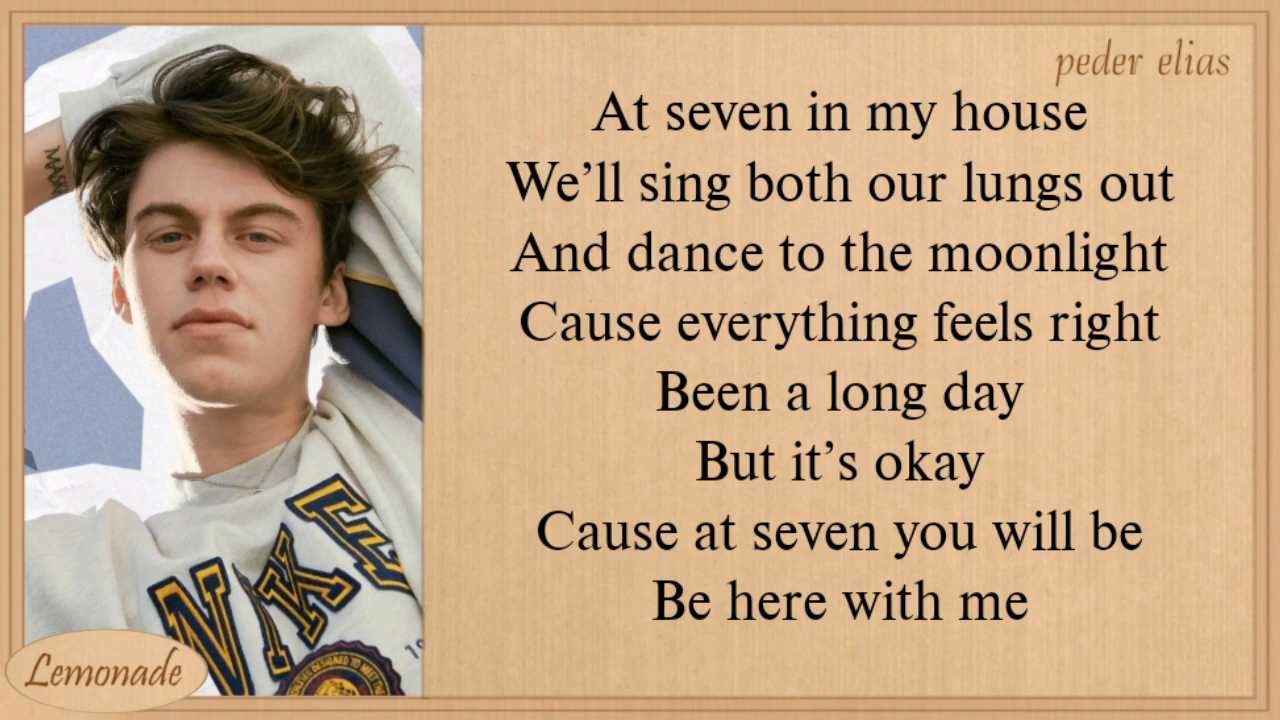 peder elias
At seven in my house
We'll sing both our lungs out
And dance to the moonlight
Cause everything feels right
Been a long day
But it's okay
Cause at seven you will be
Be here with me
NIKE
Lemonade